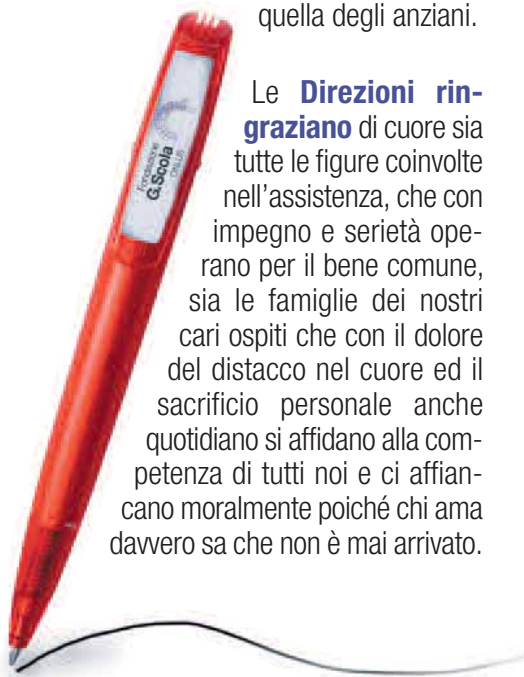 quella degli anziani.
Le Direzioni rin-
graziano di cuore sia
tutte le figure coinvolte
nell'assistenza, che con
impegno e serietà ope-
rano per il bene comune,
sia le famiglie dei nostri
cari ospiti che con il dolore
del distacco nel cuore ed il
sacrificio personale anche
quotidiano si affidano alla com-
petenza di tutti noi e ci affian-
cano moralmente poiché chi ama
davvero sa che non è mai arrivato.
Fondazione
G.Scola
ONLUS